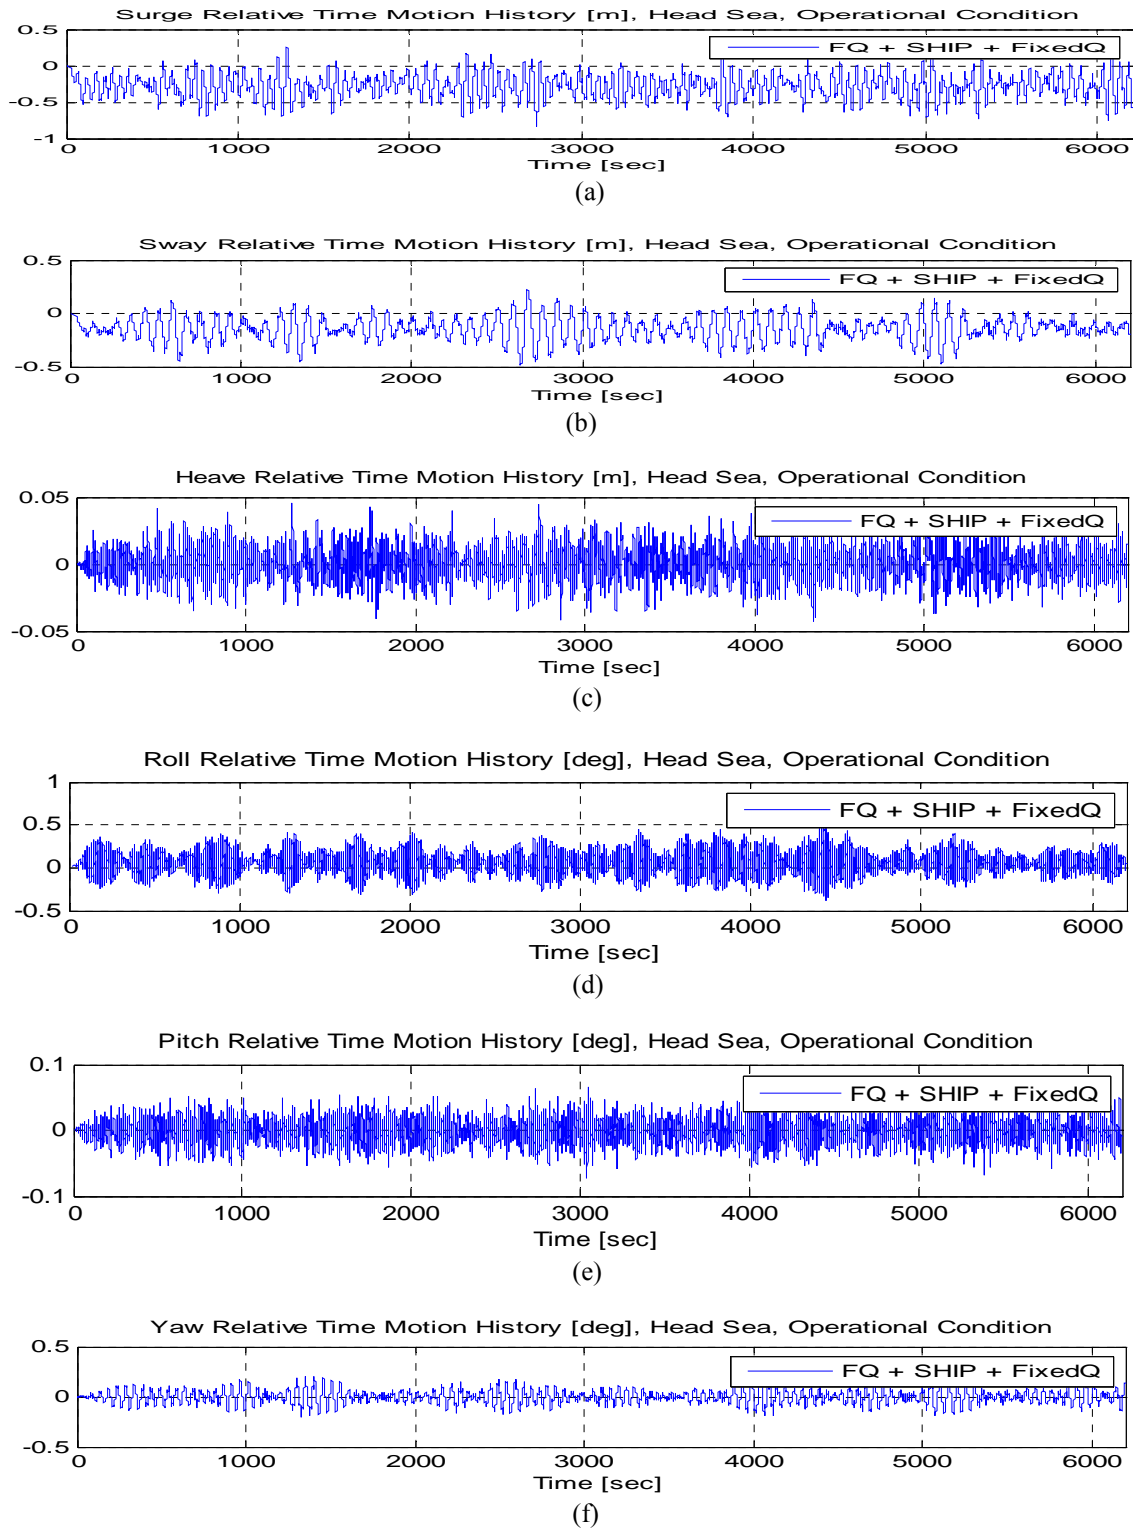 Surge Relative Time Motion History [m], Head Sea, Operational Condition
0.5
FQ + SHIP + FixedQ
0
-0.5
-1
0 1000 2000 3000 4000 5000 6000
Time [sec]
(a)
Sway Relative Time Motion History [m], Head Sea, Operational Condition
0.5
FQ + SHIP + FixedQ
0
-0.5
0 1000 2000 3000 4000 5000 6000
Time [sec]
(b)
Heave Relative Time Motion History [m], Head Sea, Operational Condition
0.05
FQ + SHIP + FixedQ
0
-0.05
0 1000 2000 3000 4000 5000 6000
Time [sec]
(c)
Roll Relative Time Motion History [deg], Head Sea, Operational Condition
1
FQ + SHIP + FixedQ
0.5
0
-0.5
0 1000 2000 3000 4000 5000 6000
Time [sec]
(d)
Pitch Relative Time Motion History [deg], Head Sea, Operational Condition
0.1
FQ + SHIP + FixedQ
0
-0.1
0 1000 2000 3000 4000 5000 6000
Time [sec]
(e)
Yaw Relative Time Motion History [deg], Head Sea, Operational Condition
0.5
FQ + SHIP + FixedQ
0
-0.5
0 1000 2000 3000 4000 5000 6000
Time [sec]
(f)